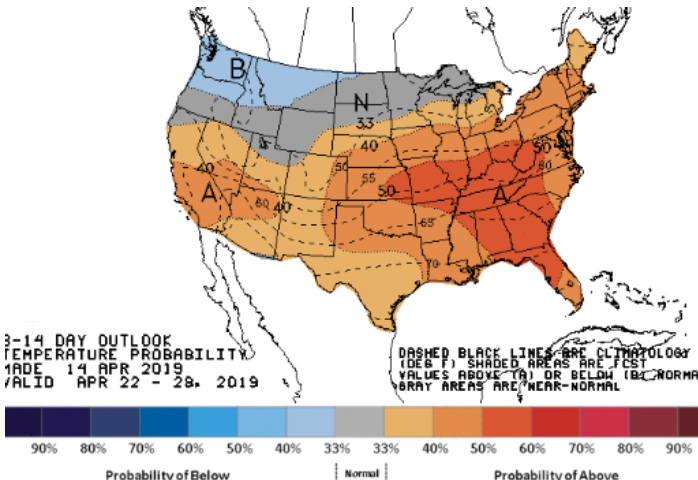 B
N
33
40
50
50
60
40
A
60
40
55
50
A
65
70
8-14 DAY OUTLOOK
TEMPERATURE PROBABILITY
MADE 14 APR 2019
VALID APR 22 - 28, 2019
DASHED BLACK LINES ARE CLIMATOLOGY
(DEG F) SHADED AREAS ARE FCST
VALUES ABOVE (A) OR BELOW (B) NORMA
GRAY AREAS ARE NEAR-NORMAL
90% 80% 70% 60% 50% 40% 33% 33% 40% 50% 60% 70% 80% 90%
Probability of Below Normal Probability of Above